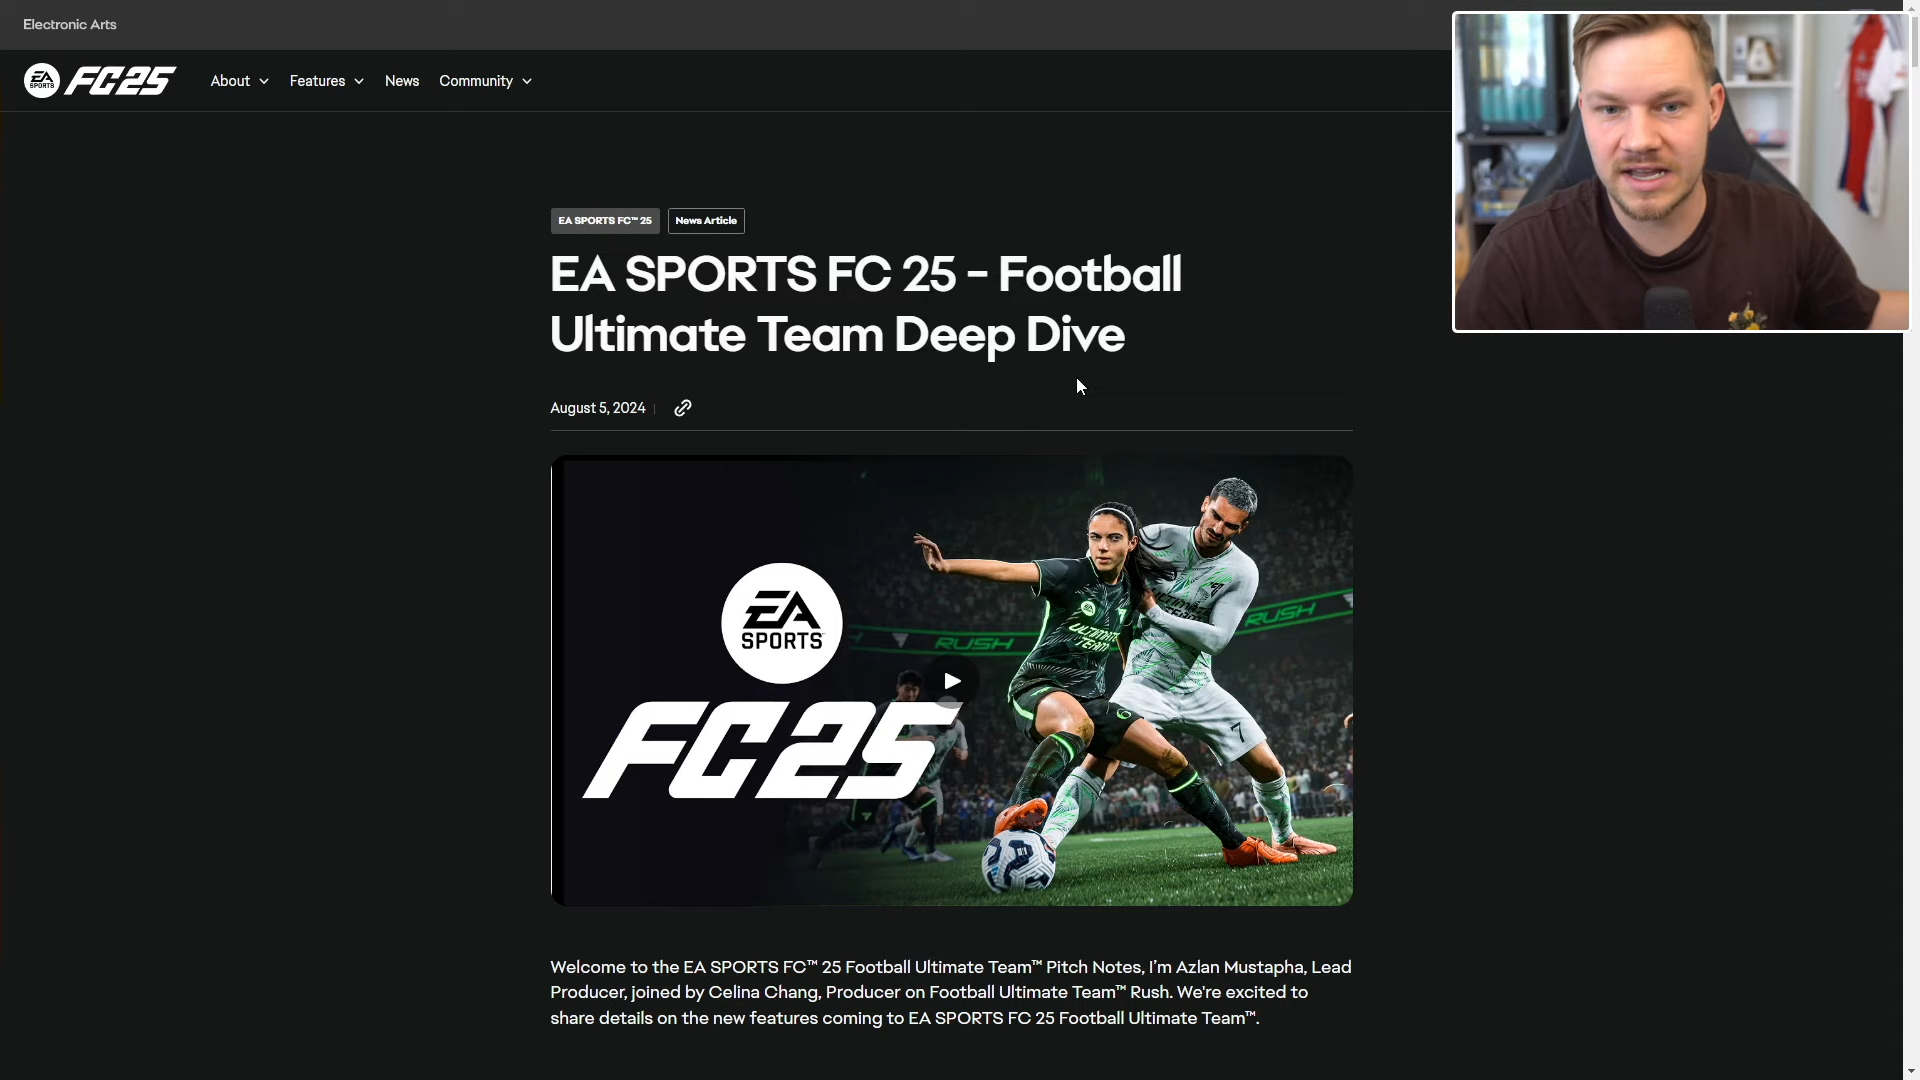 Electronic Arts
EA SPORTS FC25
About Features News Community
EA SPORTS FC™ 25 News Article
EA SPORTS FC 25 – Football
Ultimate Team Deep Dive
August 5, 2024
RUSH
RUSH
EA
SPORTS
ULTIMATE
TEAM
7
FC25
Welcome to the EA SPORTS FC™ 25 Football Ultimate Team™ Pitch Notes, I’m Azlan Mustapha, Lead
Producer, joined by Celina Chang, Producer on Football Ultimate Team™ Rush. We're excited to
share details on the new features coming to EA SPORTS FC 25 Football Ultimate Team™.